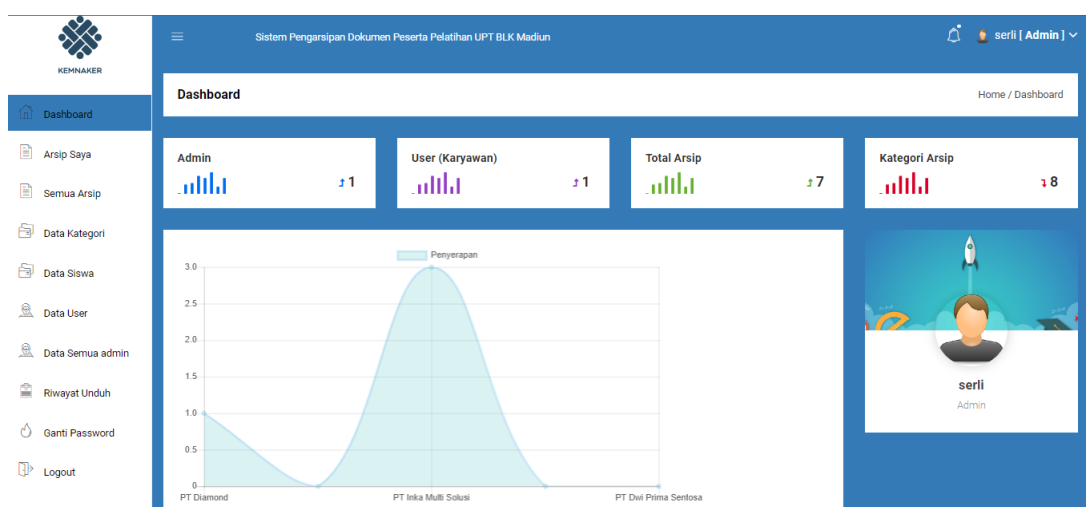 KEMNAKER
Sistem Pengarsipan Dokumen Peserta Pelatihan UPT BLK Madiun
serli [ Admin ]
Dashboard
Arsip Saya
Semua Arsip
Data Kategori
Data Siswa
Data User
Data Semua admin
Riwayat Unduh
Ganti Password
Logout
Dashboard
Home / Dashboard
Admin
1
User (Karyawan)
1
Total Arsip
7
Kategori Arsip
8
Penyerapan
3.0
2.5
2.0
1.5
1.0
0.5
0
PT Diamond
PT Inka Multi Solusi
PT Dwi Prima Sentosa
serli
Admin